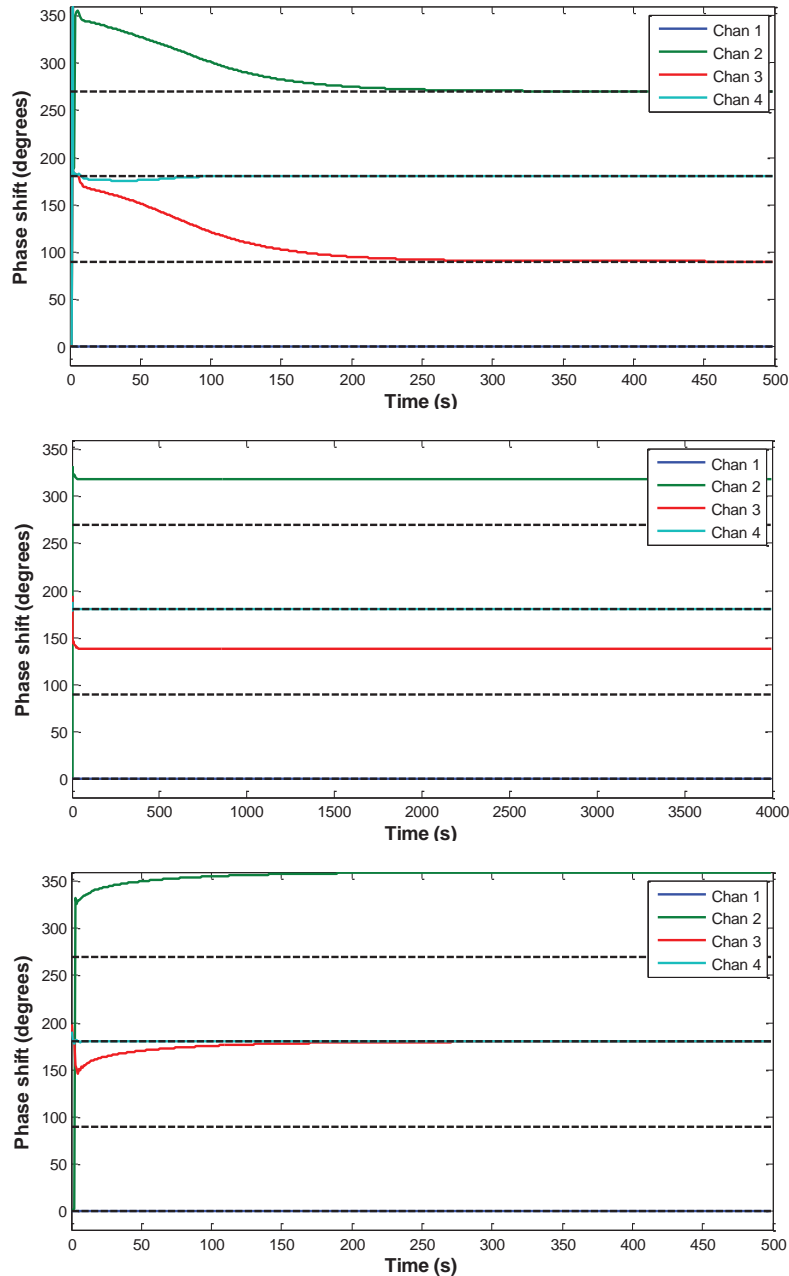 350
300
250
200
150
100
50
0
Phase shift (degrees)
Chan 1
Chan 2
Chan 3
Chan 4
0 50 100 150 200 250 300 350 400 450 500
Time (s)
350
300
250
200
150
100
50
0
Phase shift (degrees)
Chan 1
Chan 2
Chan 3
Chan 4
0 500 1000 1500 2000 2500 3000 3500 4000
Time (s)
350
300
250
200
150
100
50
0
Phase shift (degrees)
Chan 1
Chan 2
Chan 3
Chan 4
0 50 100 150 200 250 300 350 400 450 500
Time (s)